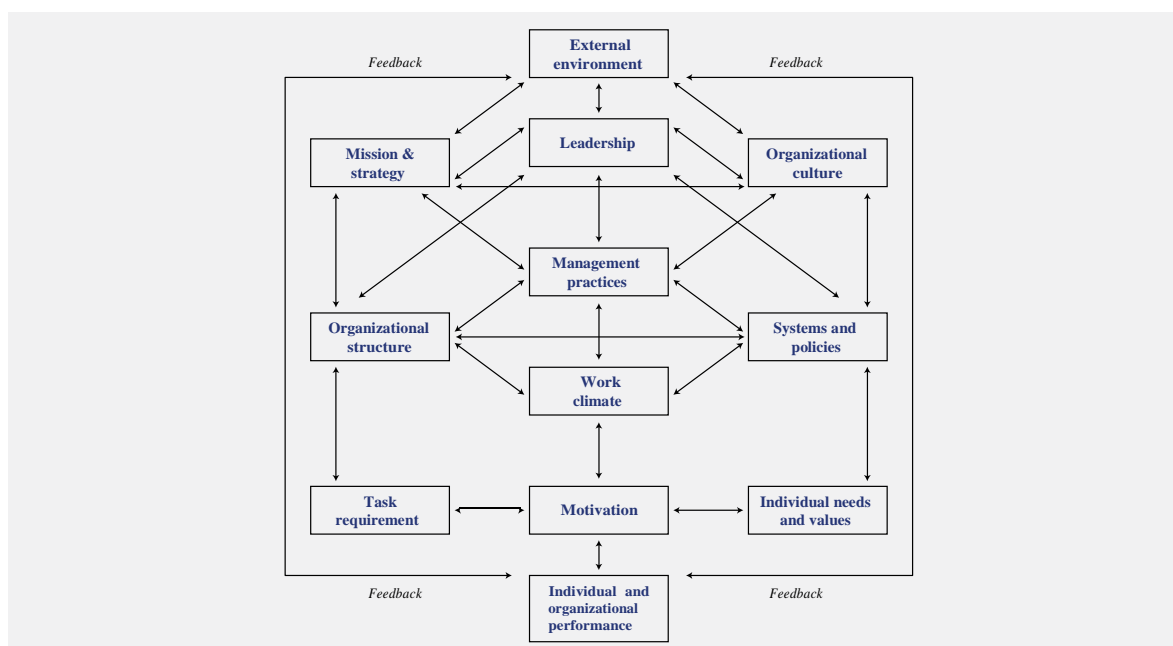 External
environment
Feedback
Feedback
Leadership
Mission &
strategy
Organizational
culture
Management
practices
Organizational
structure
Systems and
policies
Work
climate
Task
requirement
Motivation
Individual needs
and values
Feedback
Feedback
Individual and
organizational
performance